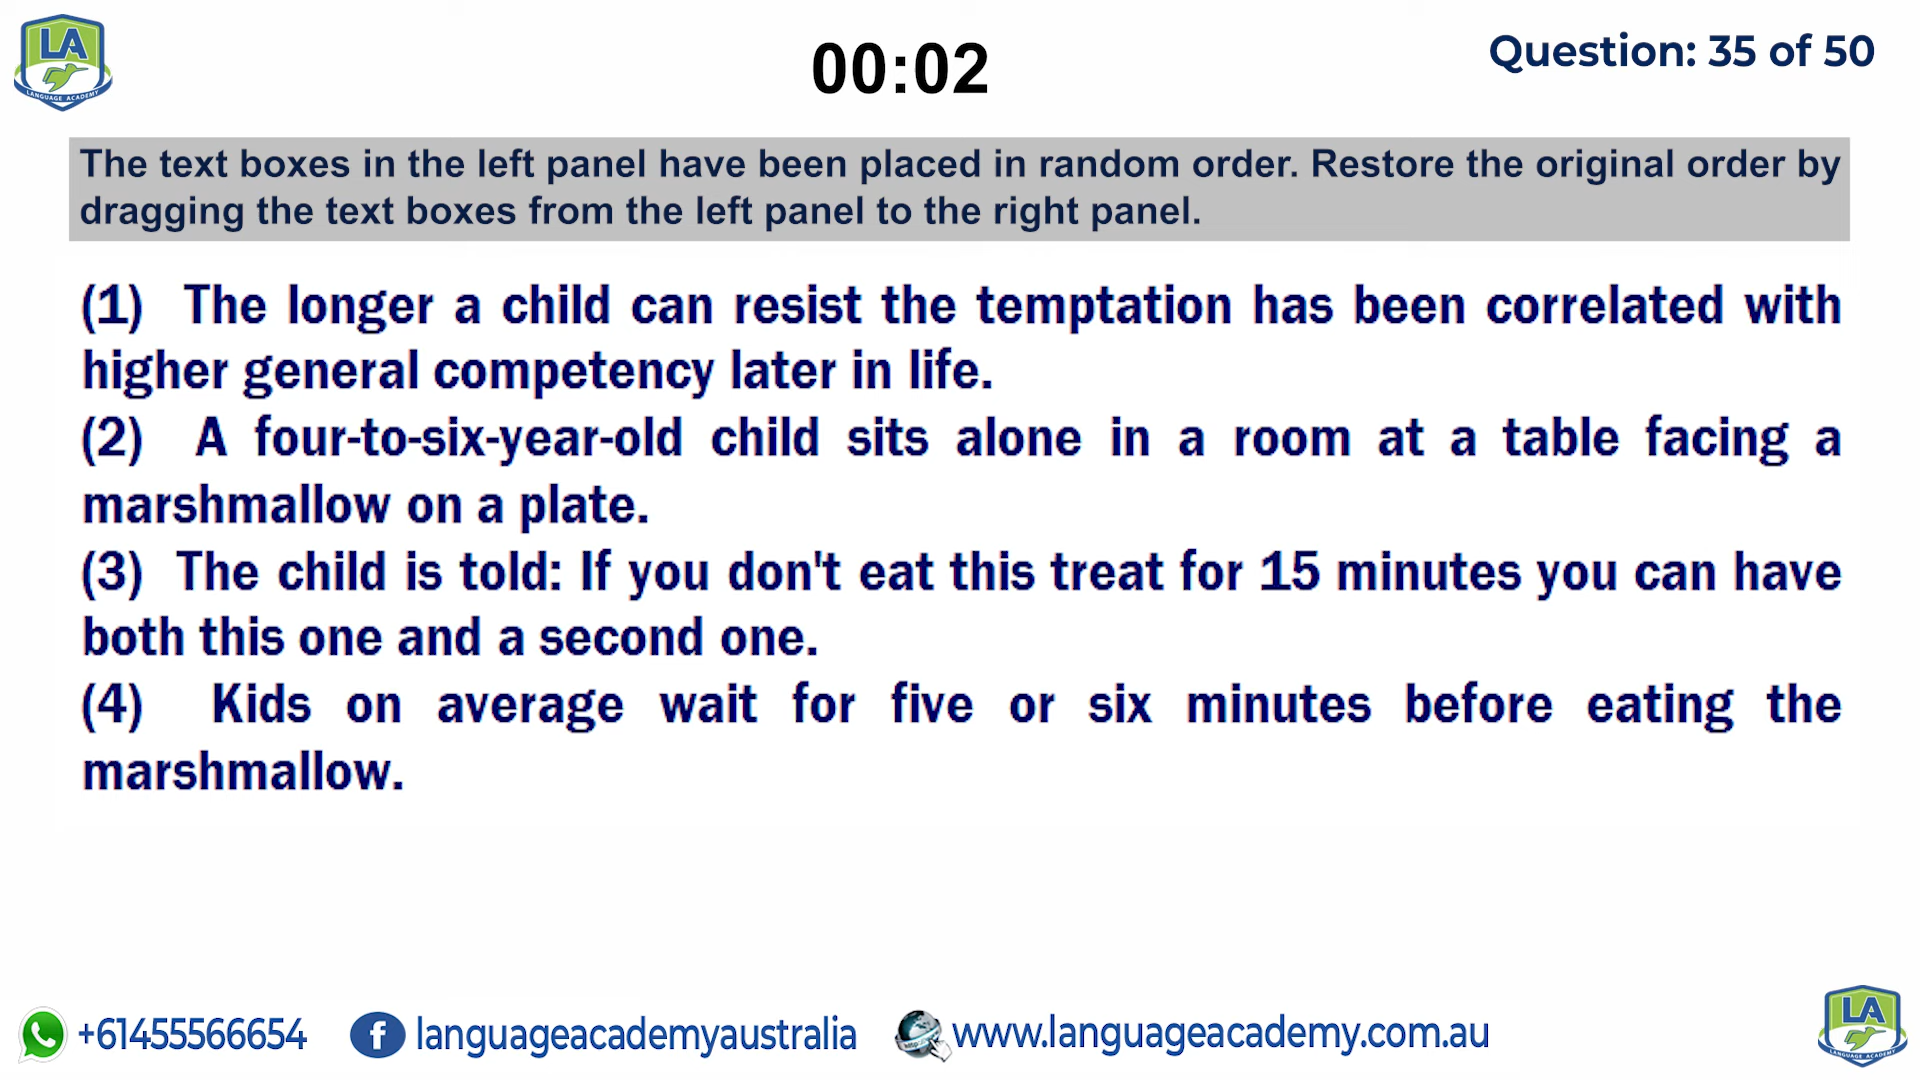 LA
LANGUAGE ACADEMY
00:02
Question: 35 of 50
The text boxes in the left panel have been placed in random order. Restore the original order by
dragging the text boxes from the left panel to the right panel.
(1) The longer a child can resist the temptation has been correlated with
higher general competency later in life.
(2) A four-to-six-year-old child sits alone in a room at a table facing a
marshmallow on a plate.
(3) The child is told: If you don't eat this treat for 15 minutes you can have
both this one and a second one.
(4) Kids on average wait for five or six minutes before eating the
marshmallow.
+61455566654
f languageacademyaustralia
www.languageacademy.com.au
LA
LANGUAGE ACADEMY